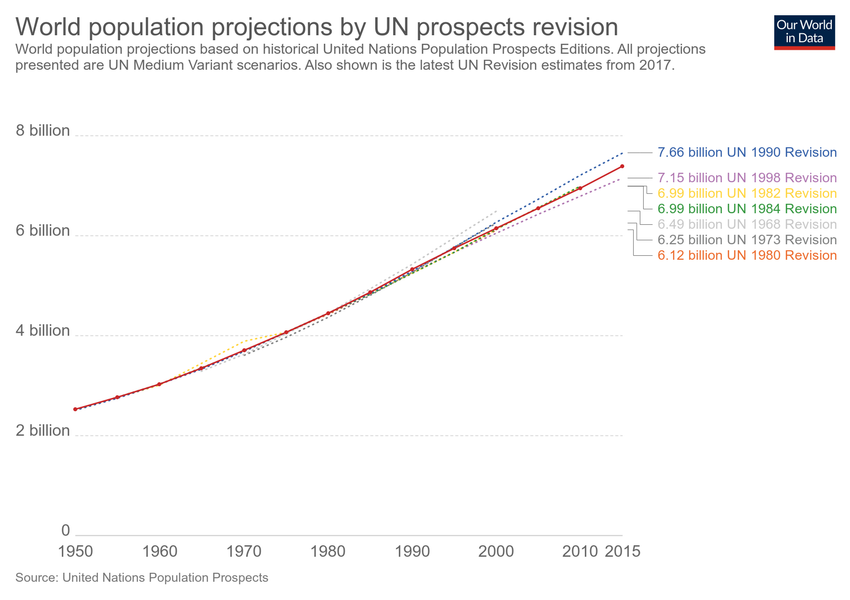 World population projections by UN prospects revision
Our World
in Data
World population projections based on historical United Nations Population Prospects Editions. All projections
presented are UN Medium Variant scenarios. Also shown is the latest UN Revision estimates from 2017.
8 billion
7.66 billion UN 1990 Revision
7.15 billion UN 1998 Revision
6.99 billion UN 1982 Revision
6.99 billion UN 1984 Revision
6.49 billion UN 1968 Revision
6 billion
6.25 billion UN 1973 Revision
6.12 billion UN 1980 Revision
4 billion
2 billion
0
1950 1960 1970 1980 1990 2000 2010 2015
Source: United Nations Population Prospects